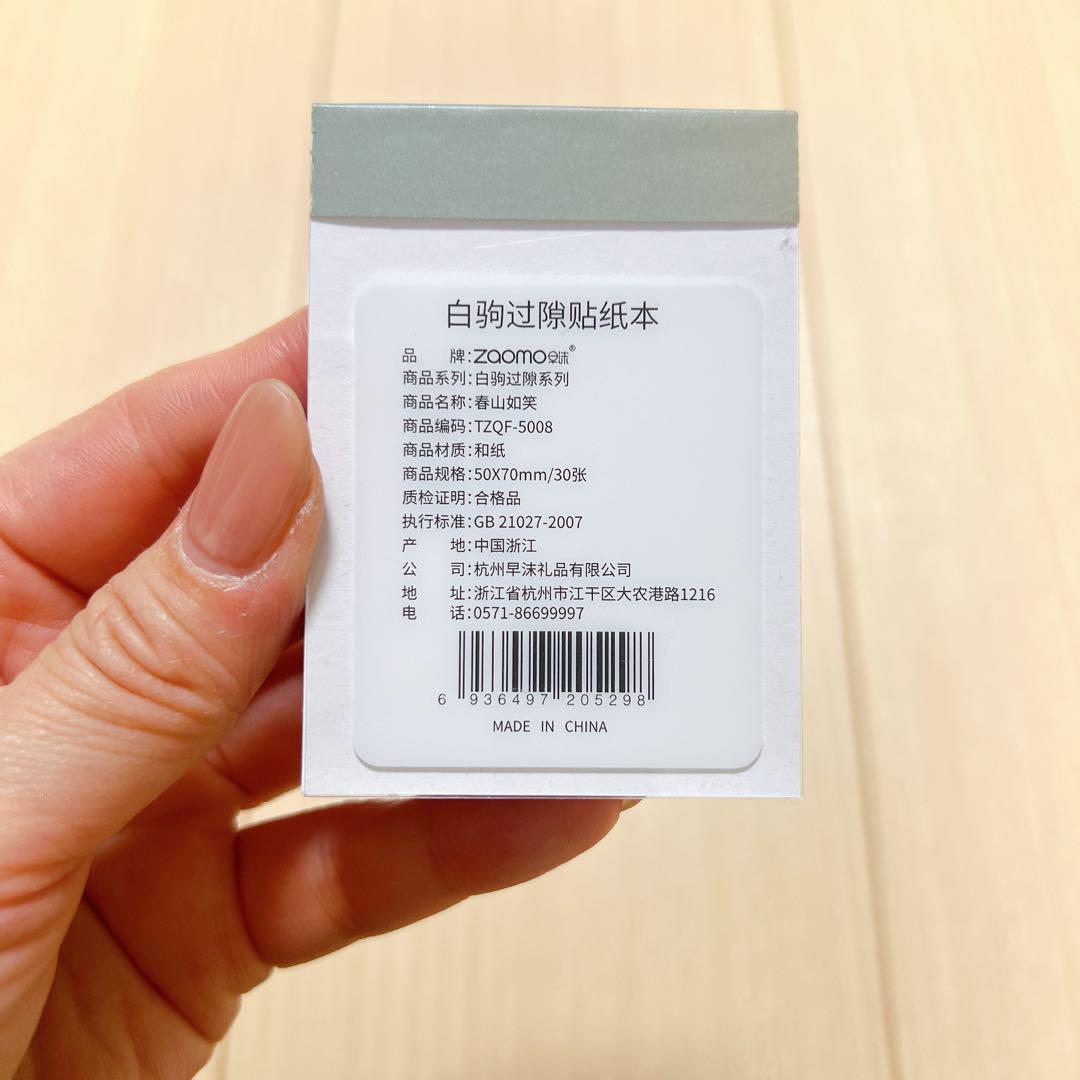 白驹过隙贴纸本
品 牌:zaomo早沫®
商品系列:白驹过隙系列
商品名称:春山如笑
商品编码:TZQF-5008
商品材质:和纸
商品规格:50X70mm/30张
质检证明:合格品
执行标准:GB 21027-2007
产 地:中国浙江
公 司:杭州早沫礼品有限公司
地 址:浙江省杭州市江干区大农港路1216
电 话:0571-86699997
6 936497 205298
MADE IN CHINA